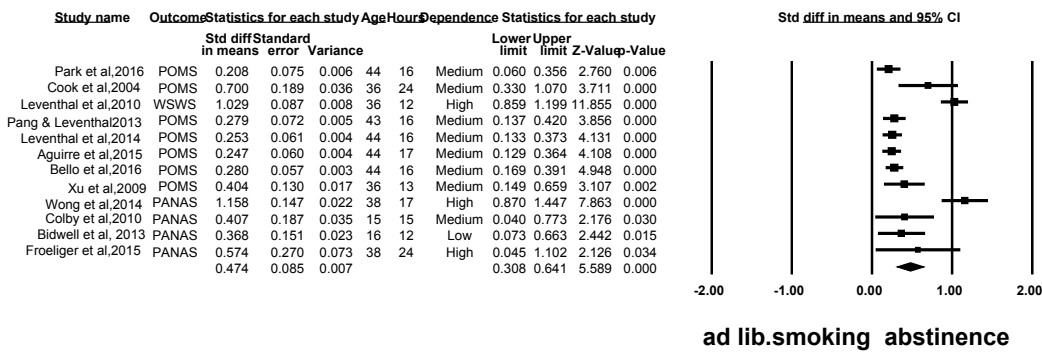 Study name Outcome Statistics for each study Age Hours Dependence Statistics for each study Std diff in means and 95% CI
Std diff Standard Lower Upper
in means error Variance limit limit Z-Value p-Value
Park et al,2016 POMS 0.208 0.075 0.006 44 16 Medium 0.060 0.356 2.760 0.006
Cook et al,2004 POMS 0.700 0.189 0.036 36 24 Medium 0.330 1.070 3.711 0.000
Leventhal et al,2010 WSWS 1.029 0.087 0.008 36 12 High 0.859 1.199 11.855 0.000
Pang & Leventhal2013 POMS 0.279 0.072 0.005 43 16 Medium 0.137 0.420 3.856 0.000
Leventhal et al,2014 POMS 0.253 0.061 0.004 44 16 Medium 0.133 0.373 4.131 0.000
Aguirre et al,2015 POMS 0.247 0.060 0.004 44 17 Medium 0.129 0.364 4.108 0.000
Bello et al,2016 POMS 0.280 0.057 0.003 44 16 Medium 0.169 0.391 4.948 0.000
Xu et al,2009 POMS 0.404 0.130 0.017 36 13 Medium 0.149 0.659 3.107 0.002
Wong et al,2014 PANAS 1.158 0.147 0.022 38 17 High 0.870 1.447 7.863 0.000
Colby et al,2010 PANAS 0.407 0.187 0.035 15 15 Medium 0.040 0.773 2.176 0.030
Bidwell et al, 2013 PANAS 0.368 0.151 0.023 16 12 Low 0.073 0.663 2.442 0.015
Froeliger et al,2015 PANAS 0.574 0.270 0.073 38 24 High 0.045 1.102 2.126 0.034
0.474 0.085 0.007 0.308 0.641 5.589 0.000
-2.00 -1.00 0.00 1.00 2.00
ad lib.smoking abstinence